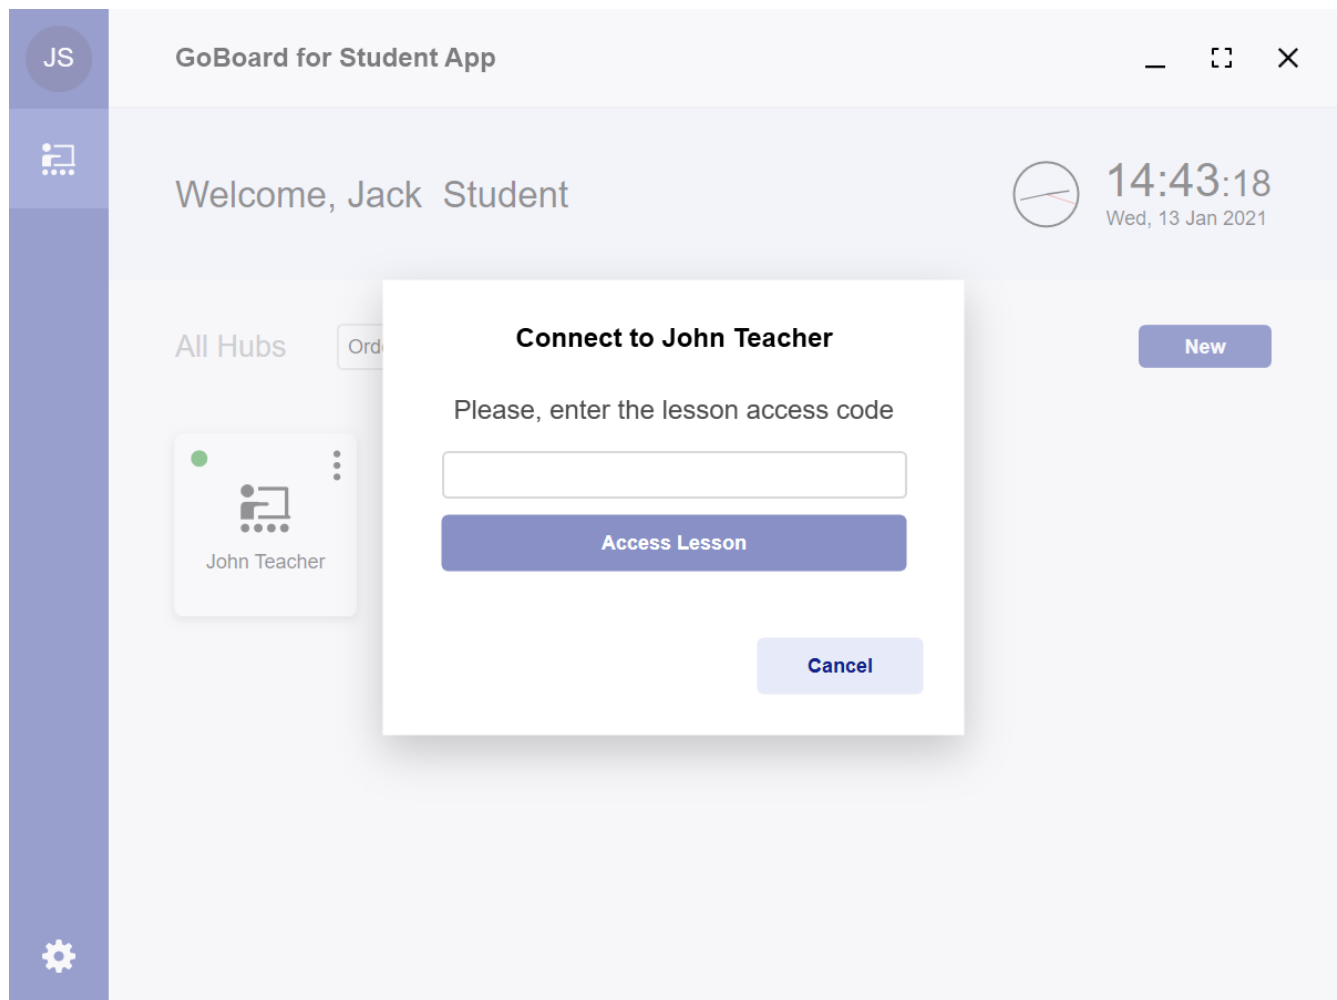 JS
GoBoard for Student App
Welcome, Jack Student
14:43:18
Wed, 13 Jan 2021
All Hubs
New
Connect to John Teacher
Please, enter the lesson access code
Access Lesson
Cancel
John Teacher